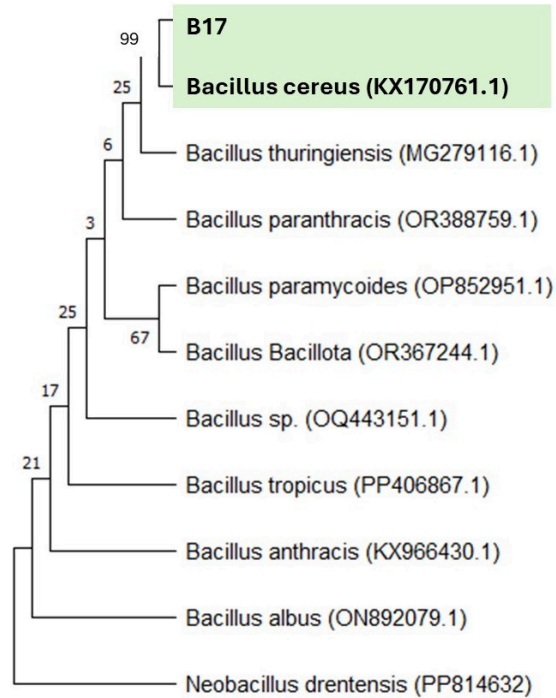 99
B17
Bacillus cereus (KX170761.1)
25
Bacillus thuringiensis (MG279116.1)
6
Bacillus paranthracis (OR388759.1)
3
Bacillus paramycoides (OP852951.1)
67
Bacillus Bacillota (OR367244.1)
25
Bacillus sp. (OQ443151.1)
17
Bacillus tropicus (PP406867.1)
21
Bacillus anthracis (KX966430.1)
Bacillus albus (ON892079.1)
Neobacillus drentensis (PP814632)